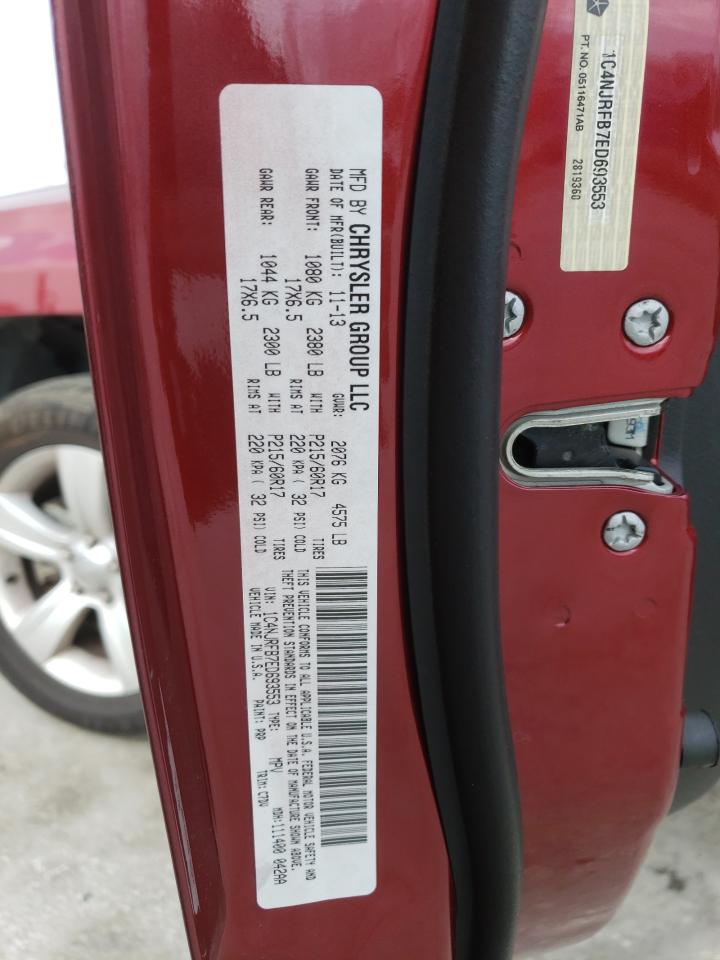 MFD BY CHRYSLER GROUP LLC
DATE OF MFR(BUILT): 11-13 GVWR: 2076 KG 4575 LB
GAWR FRONT: 1080 KG 2380 LB WITH P215/60R17 TIRES
17X6.5 RIMS AT 220 KPA ( 32 PSI) COLD
GAWR REAR: 1044 KG 2300 LB WITH P215/60R17 TIRES
17X6.5 RIMS AT 220 KPA ( 32 PSI) COLD
THIS VEHICLE CONFORMS TO ALL APPLICABLE U.S.A. FEDERAL MOTOR VEHICLE SAFETY AND
THEFT PREVENTION STANDARDS IN EFFECT ON THE DATE OF MANUFACTURE SHOWN ABOVE.
VIN: 1C4NJRFB7ED693553 TYPE: MPV MDH:111400 042AA
VEHICLE MADE IN U.S.A. PAINT: PRP TRIM: C7DV
1C4NJRFB7ED693553
PT. NO. 05116471AB 2819360